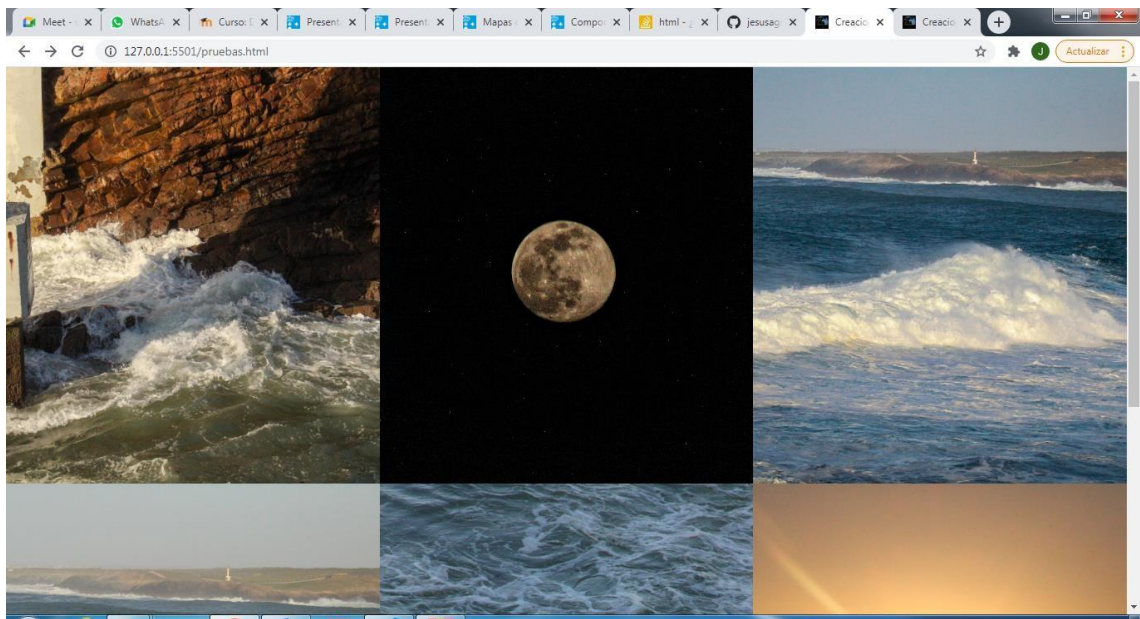 Meet - WhatsA Curso: D Present Present Mapas Compo html - jesusag Creacio Creacio
127.0.0.1:5501/pruebas.html J Actualizar